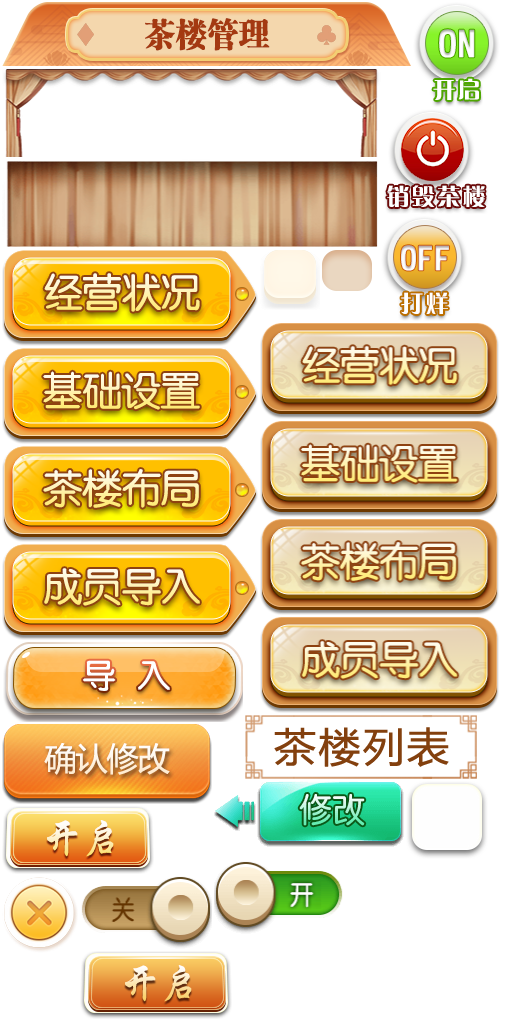 茶楼管理
ON
开启
销毁茶楼
OFF
打烊
经营状况
经营状况
基础设置
基础设置
茶楼布局
茶楼布局
成员导入
成员导入
导入
茶楼列表
确认修改
修改
开启
关
开
开启